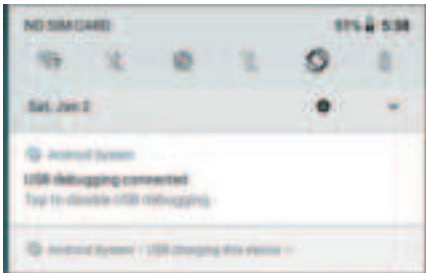 NO SIM CARD 51% 5:38
Sat, Jan 2
Android System
USB debugging connected
Tap to disable USB debugging.
Android System · USB charging this device